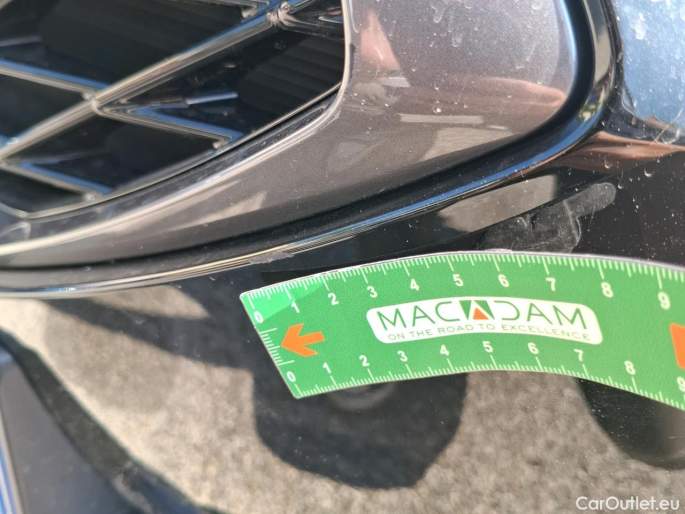 0 1 2 3 4 5 6 7 8 9
MACADAM
ON THE ROAD TO EXCELLENCE
0 1 2 3 4 5 6 7 8 9
CarOutlet.eu